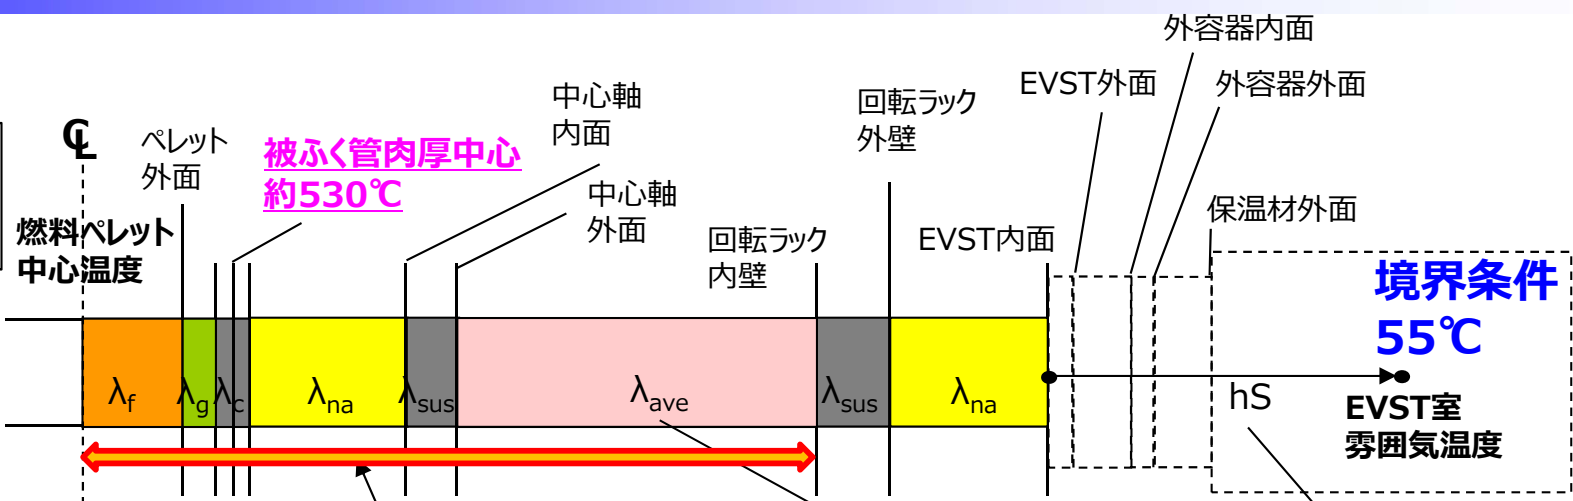 外容器内面
EVST外面
外容器外面
中心軸
内面
回転ラック
外壁
℄
ペレット
外面
被ふく管肉厚中心
約530℃
中心軸
外面
保温材外面
燃料ペレット
中心温度
回転ラック
内壁
EVST内面
境界条件
55℃
λf
λg
λc
λna
λsus
λave
λsus
λna
hS
EVST室
雰囲気温度